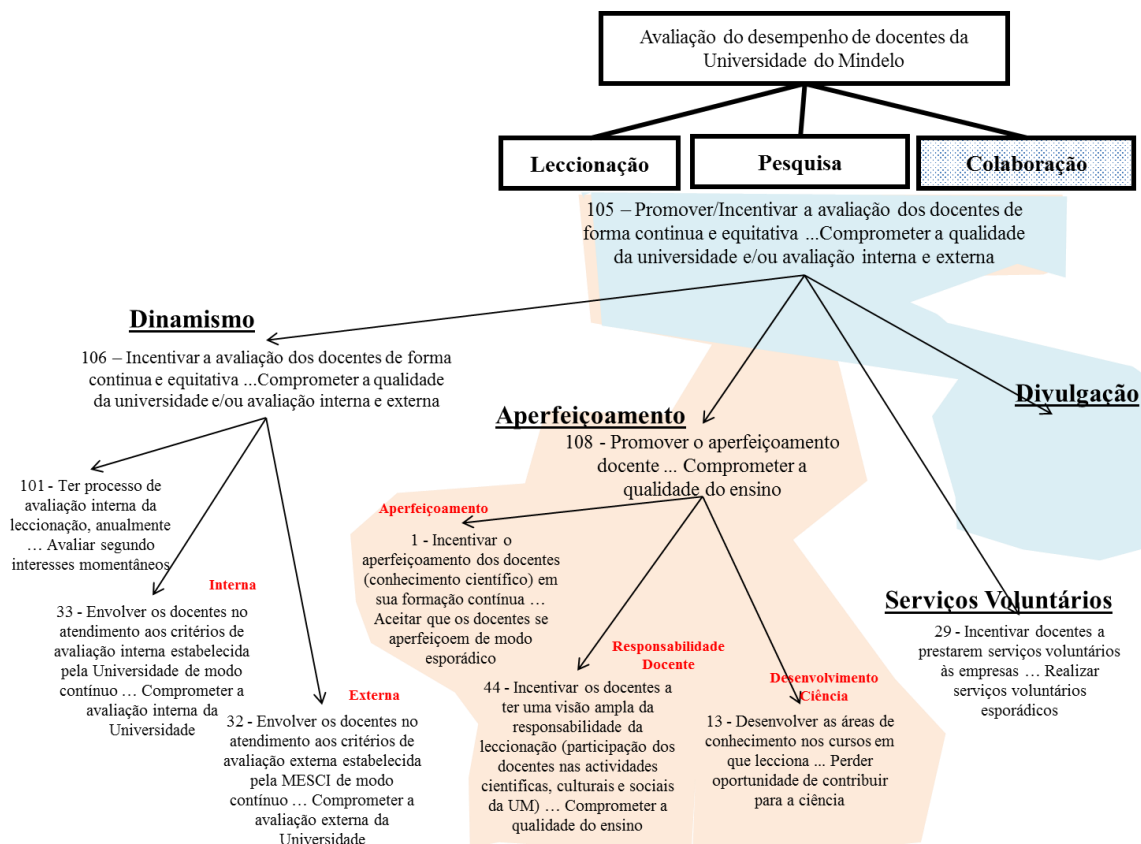 Avaliação do desempenho de docentes da
Universidade do Mindelo
Leccionação
Pesquisa
Colaboração
105 – Promover/Incentivar a avaliação dos docentes de
forma continua e equitativa ...Comprometer a qualidade
da universidade e/ou avaliação interna e externa
Dinamismo
106 – Incentivar a avaliação dos docentes de forma
continua e equitativa ...Comprometer a qualidade
da universidade e/ou avaliação interna e externa
101 - Ter processo de
avaliação interna da
leccionação, anualmente
… Avaliar segundo
interesses momentâneos
Interna
33 - Envolver os docentes no
atendimento aos critérios de
avaliação interna estabelecida
pela Universidade de modo
contínuo … Comprometer a
avaliação interna da
Universidade
Externa
32 - Envolver os docentes no
atendimento aos critérios de
avaliação externa estabelecida
pela MESCI de modo
contínuo … Comprometer a
avaliação externa da
Universidade
Aperfeiçoamento
108 - Promover o aperfeiçoamento
docente ... Comprometer a
qualidade do ensino
Aperfeiçoamento
1 - Incentivar o
aperfeiçoamento dos docentes
(conhecimento científico) em
sua formação contínua …
Aceitar que os docentes se
aperfeiçoem de modo
esporádico
Responsabilidade
Docente
44 - Incentivar os docentes a
ter uma visão ampla da
responsabilidade da
leccionação (participação dos
docentes nas actividades
cientificas, culturais e sociais
da UM) … Comprometer a
qualidade do ensino
Desenvolvimento
Ciência
13 - Desenvolver as áreas de
conhecimento nos cursos em
que lecciona ... Perder
oportunidade de contribuir
para a ciência
Divulgação
Serviços Voluntários
29 - Incentivar docentes a
prestarem serviços voluntários
às empresas … Realizar
serviços voluntários
esporádicos